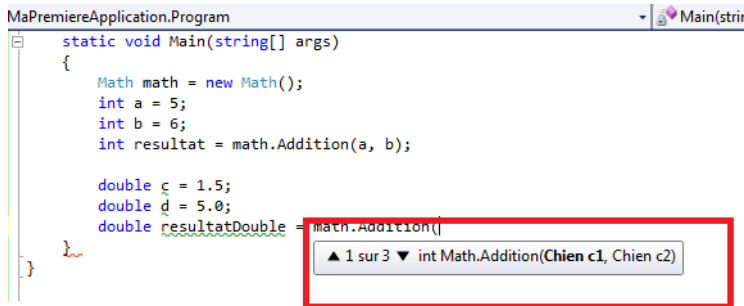 MaPremiereApplication.Program Main(strin
static void Main(string[] args)
{
Math math = new Math();
int a = 5;
int b = 6;
int resultat = math.Addition(a, b);
double c = 1.5;
double d = 5.0;
double resultatDouble = math.Addition(
▲ 1 sur 3 ▼ int Math.Addition(Chien c1, Chien c2)
}
}